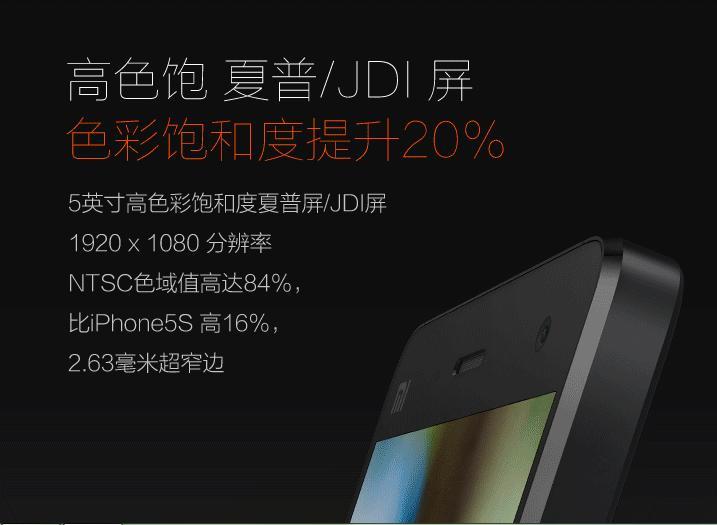 高色饱 夏普/JDI 屏
色彩饱和度提升20%
5英寸高色彩饱和度夏普屏/JDI屏
1920 x 1080 分辨率
NTSC色域值高达84%，
比iPhone5S 高16%，
2.63毫米超窄边
MI